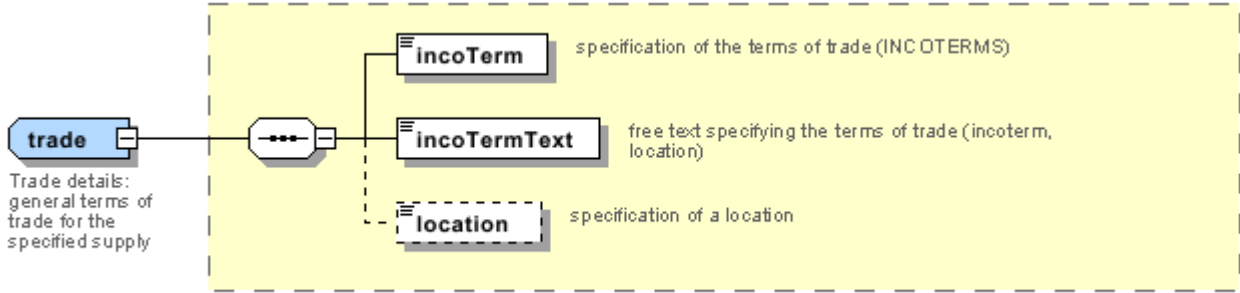 incoTerm
specification of the terms of trade (INCOTERMS)
trade
incoTermText
free text specifying the terms of trade (incoterm,
location)
Trade details:
general terms of
trade for the
specified supply
location
specification of a location